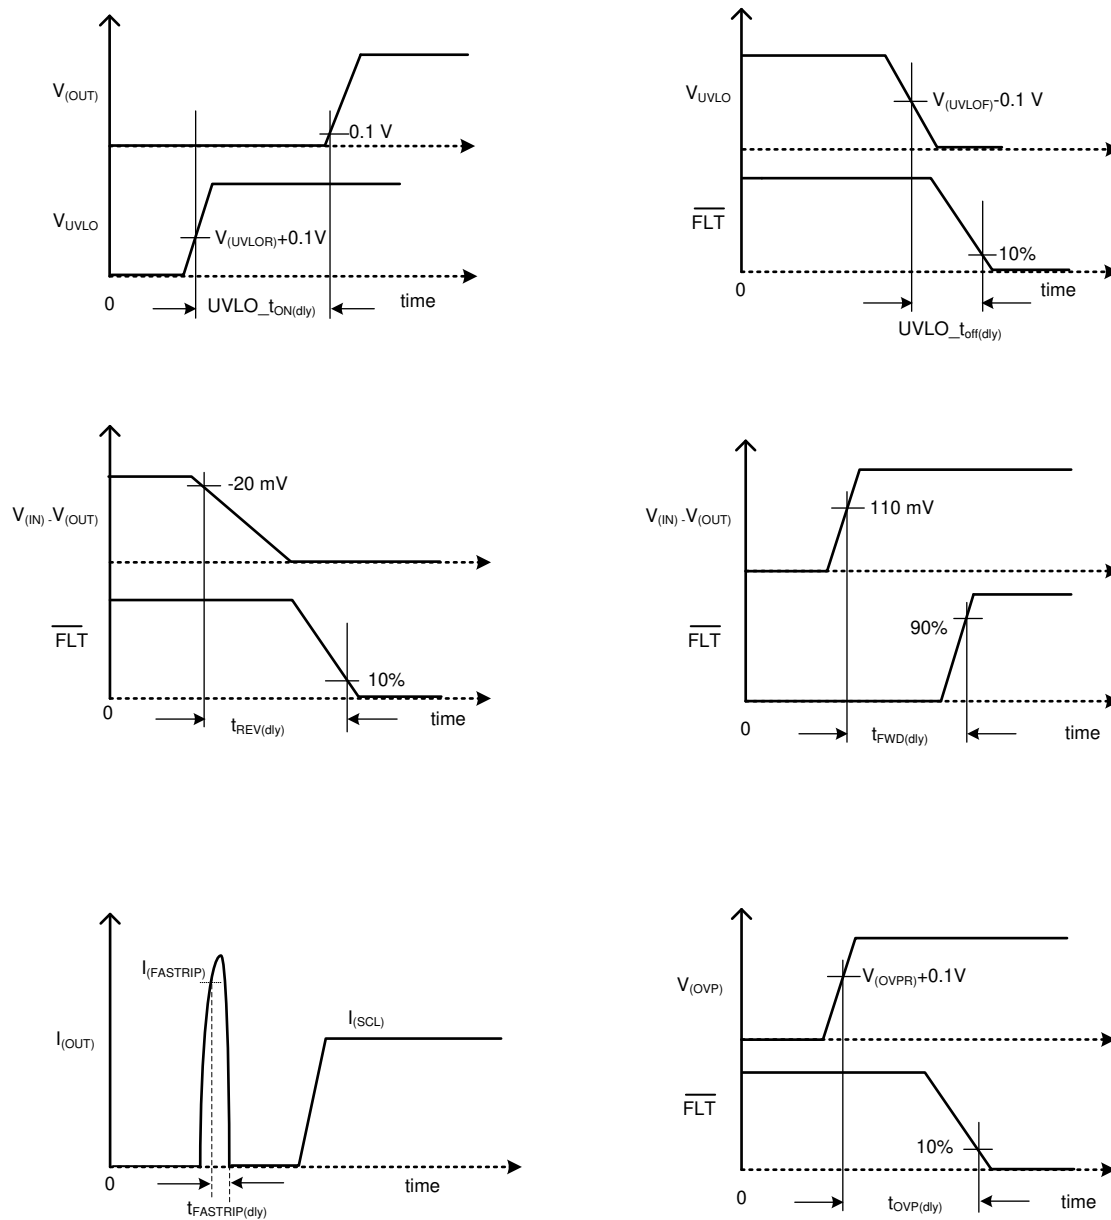 V(OUT)
0.1 V
VUVLO
V(UVLOR)+0.1V
0
UVLO_tON(dly)
time
VUVLO
V(UVLOF)-0.1 V
FLT
10%
0
time
UVLO_toff(dly)
-20 mV
V(IN) -V(OUT)
FLT
10%
0
tREV(dly)
time
V(IN) -V(OUT)
110 mV
FLT
90%
0
tFWD(dly)
time
I(FASTRIP)
I(SCL)
I(OUT)
0
time
tFASTRIP(dly)
V(OVP)
V(OVPR)+0.1V
FLT
10%
0
tOVP(dly)
time